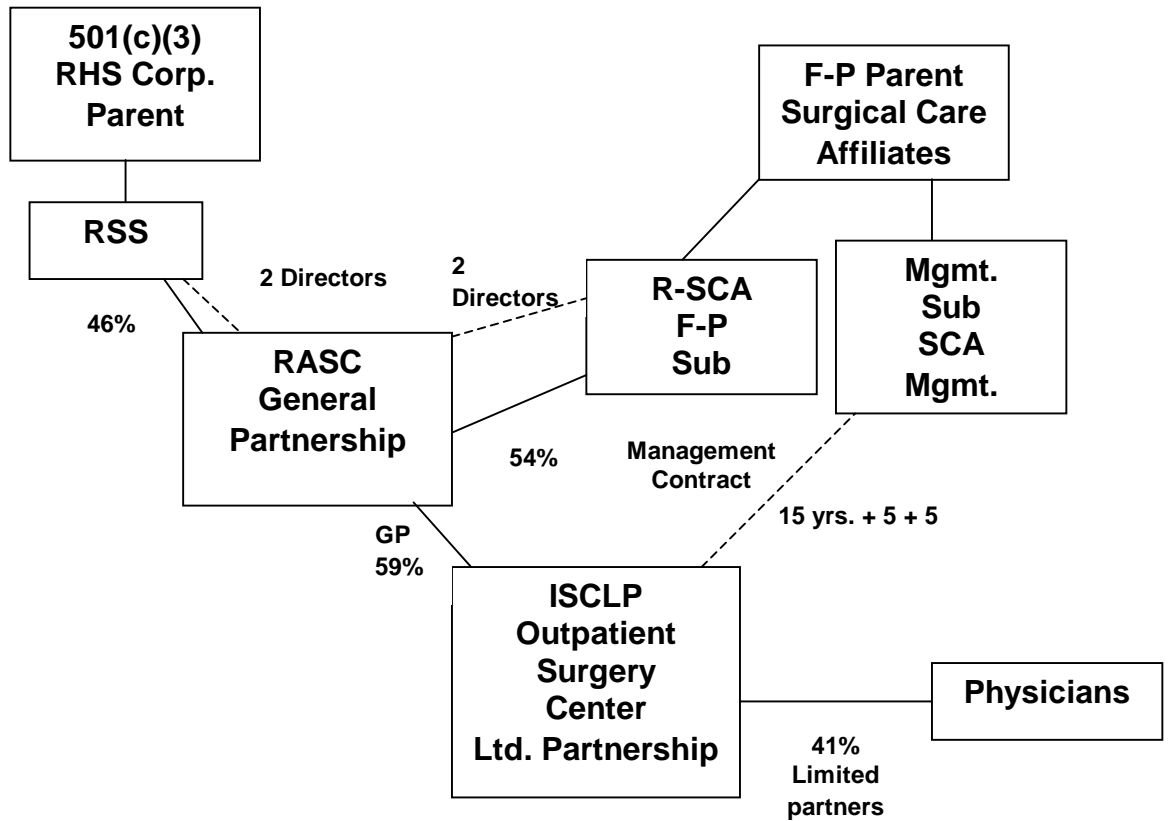 501(c)(3)
RHS Corp.
Parent
F-P Parent
Surgical Care
Affiliates
RSS
2 Directors
2
Directors
R-SCA
F-P
Sub
Mgmt.
Sub
SCA
Mgmt.
46%
RASC
General
Partnership
54%
Management
Contract
15 yrs. + 5 + 5
GP
59%
ISCLP
Outpatient
Surgery
Center
Ltd. Partnership
Physicians
41%
Limited
partners